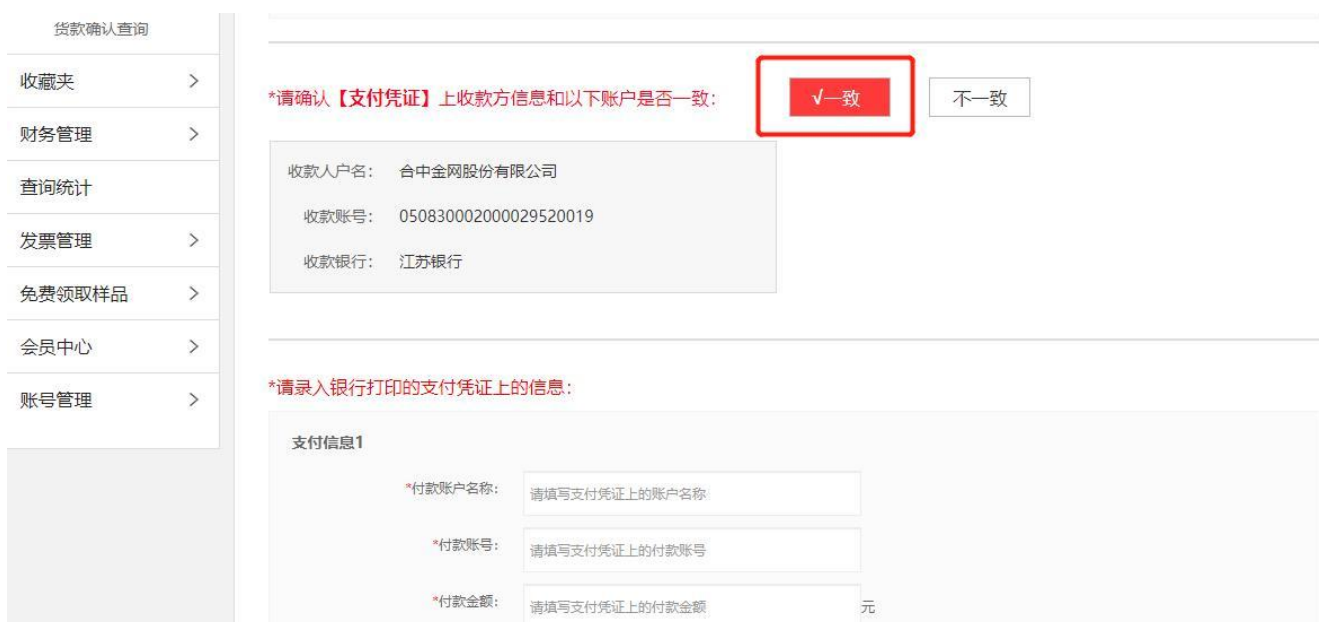 货款确认查询
收藏夹
财务管理
查询统计
发票管理
免费领取样品
会员中心
账号管理
*请确认【支付凭证】上收款方信息和以下账户是否一致：
√一致
不一致
收款人户名： 合中金网股份有限公司
收款账号： 050830002000029520019
收款银行： 江苏银行
*请录入银行打印的支付凭证上的信息：
支付信息1
*付款账户名称： 请填写支付凭证上的账户名称
*付款账号： 请填写支付凭证上的付款账号
*付款金额： 请填写支付凭证上的付款金额 元